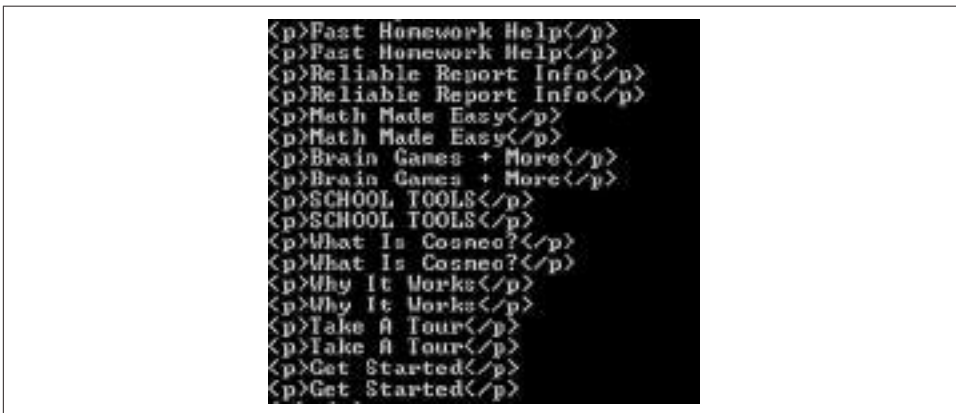 <p>Fast Homework Help</p>
<p>Fast Homework Help</p>
<p>Reliable Report Info</p>
<p>Reliable Report Info</p>
<p>Math Made Easy</p>
<p>Math Made Easy</p>
<p>Brain Games + More</p>
<p>Brain Games + More</p>
<p>SCHOOL TOOLS</p>
<p>SCHOOL TOOLS</p>
<p>What Is Cosmeo?</p>
<p>What Is Cosmeo?</p>
<p>Why It Works</p>
<p>Why It Works</p>
<p>Take A Tour</p>
<p>Take A Tour</p>
<p>Get Started</p>
<p>Get Started</p>